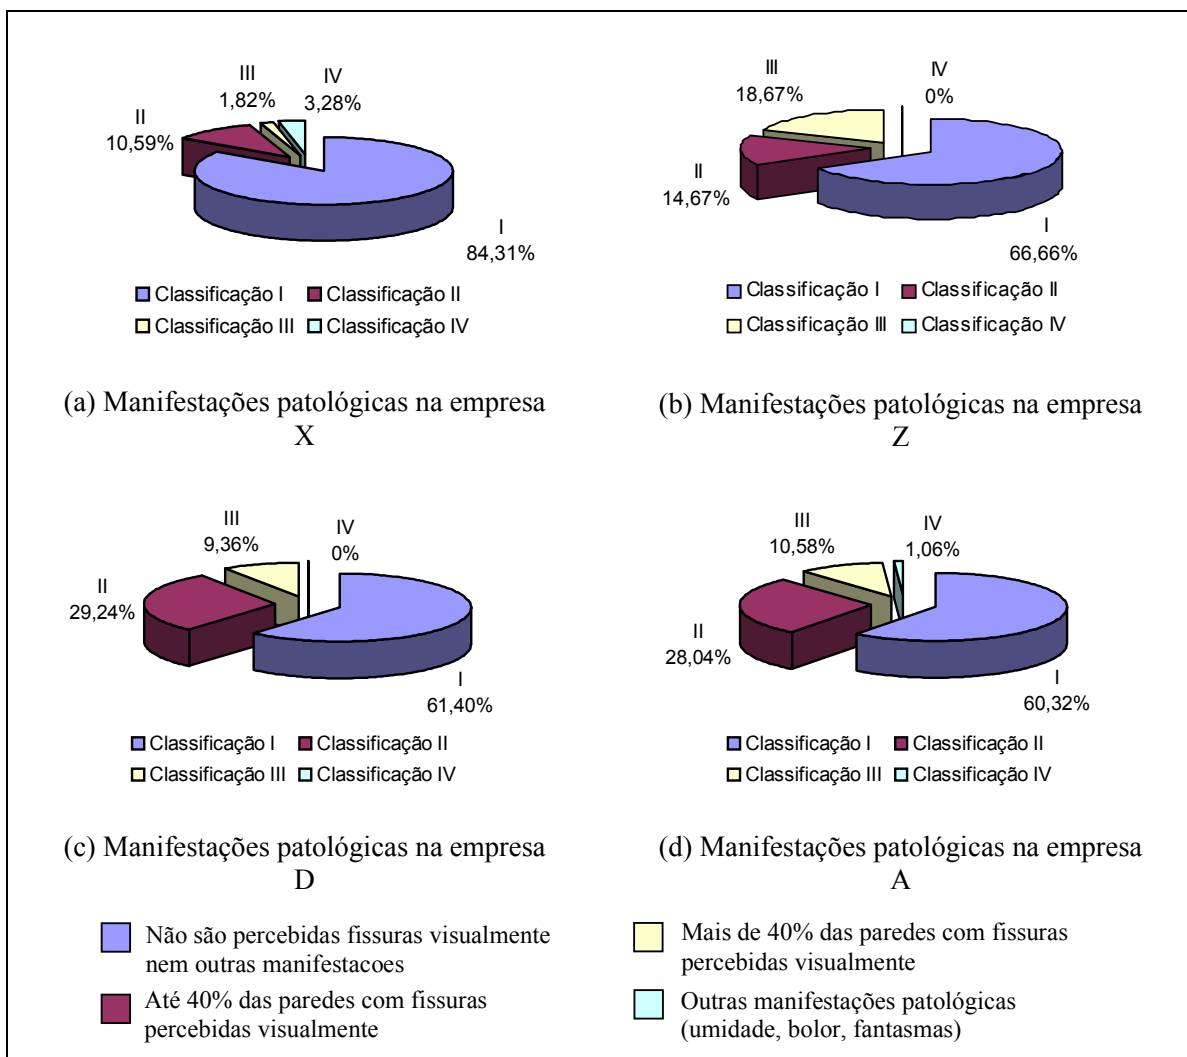 III
1,82%
IV
3,28%
II
10,59%
I
84,31%
Classificação I
Classificação II
Classificação III
Classificação IV
(a) Manifestações patológicas na empresa
X
III
18,67%
IV
0%
II
14,67%
I
66,66%
Classificação I
Classificação II
Classificação III
Classificação IV
(b) Manifestações patológicas na empresa
Z
III
9,36%
IV
0%
II
29,24%
I
61,40%
Classificação I
Classificação II
Classificação III
Classificação IV
(c) Manifestações patológicas na empresa
D
III
10,58%
IV
1,06%
II
28,04%
I
60,32%
Classificação I
Classificação II
Classificação III
Classificação IV
(d) Manifestações patológicas na empresa
A
Não são percebidas fissuras visualmente
nem outras manifestacoes
Até 40% das paredes com fissuras
percebidas visualmente
Mais de 40% das paredes com fissuras
percebidas visualmente
Outras manifestações patológicas
(umidade, bolor, fantasmas)